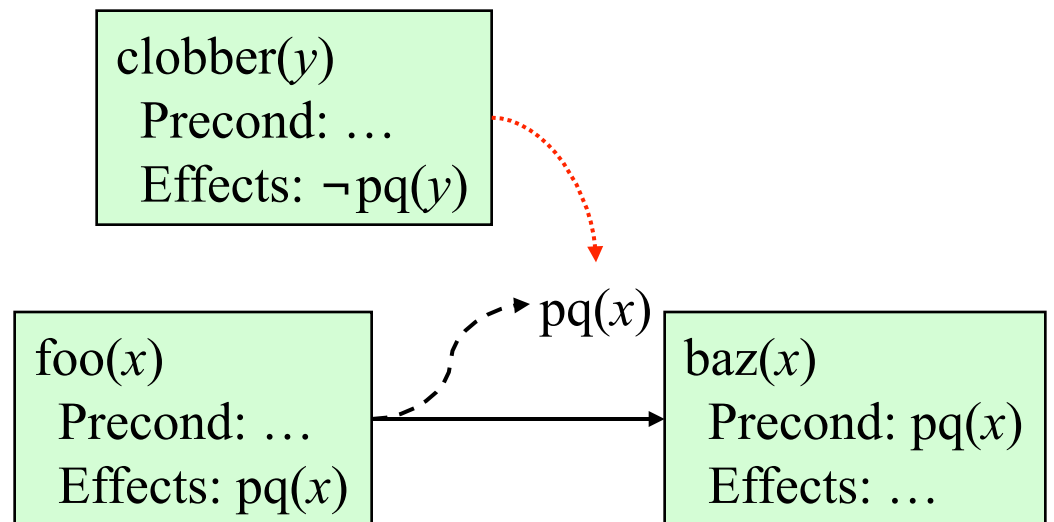 clobber(y)
Precond: …
Effects: ¬pq(y)
pq(x)
foo(x)
Precond: …
Effects: pq(x)
baz(x)
Precond: pq(x)
Effects: …